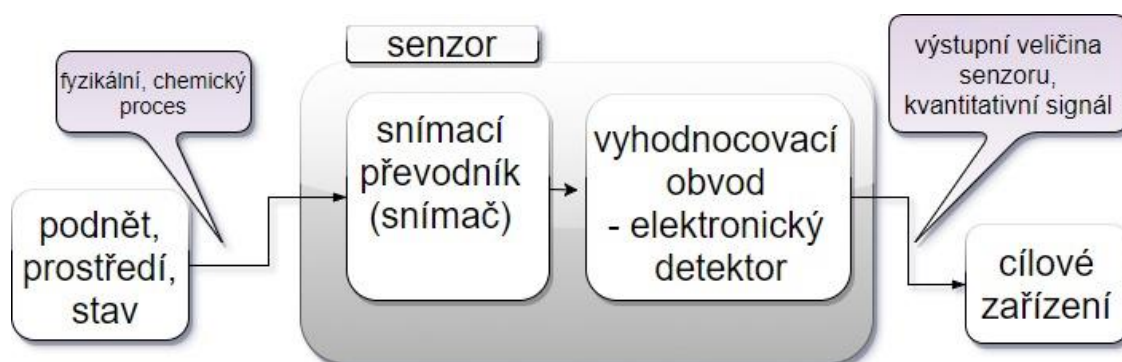 senzor
fyzikální, chemický
proces
podnět,
prostředí,
stav
snímací
převodník
(snímač)
vyhodnocovací
obvod
- elektronický
detektor
výstupní veličina
senzoru,
kvantitativní signál
cílové
zařízení